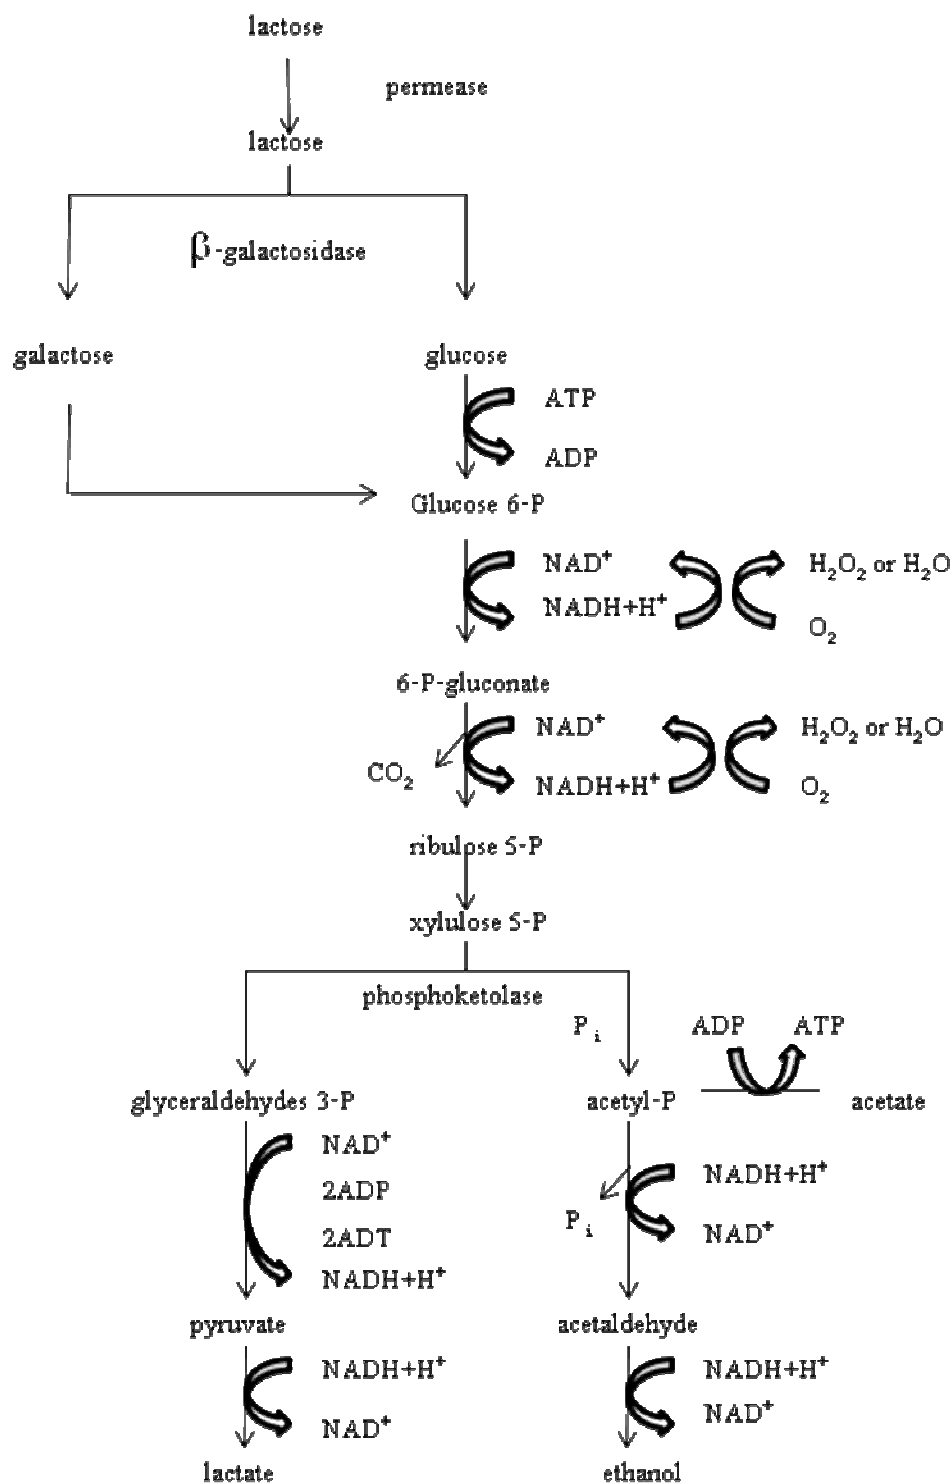 lactose
permease
lactose
β-galactosidase
galactose
glucose
ATP
ADP
Glucose 6-P
NAD⁺
H₂O₂ or H₂O
NADH+H⁺
O₂
6-P-gluconate
NAD⁺
H₂O₂ or H₂O
CO₂
NADH+H⁺
O₂
ribulose 5-P
xylulose 5-P
phosphoketolase
P i
ADP
ATP
glyceraldehydes 3-P
acetyl-P
acetate
NAD⁺
2ADP
2ADT
NADH+H⁺
NADH+H⁺
P i
NAD⁺
pyruvate
acetaldehyde
NADH+H⁺
NAD⁺
NADH+H⁺
NAD⁺
lactate
ethanol